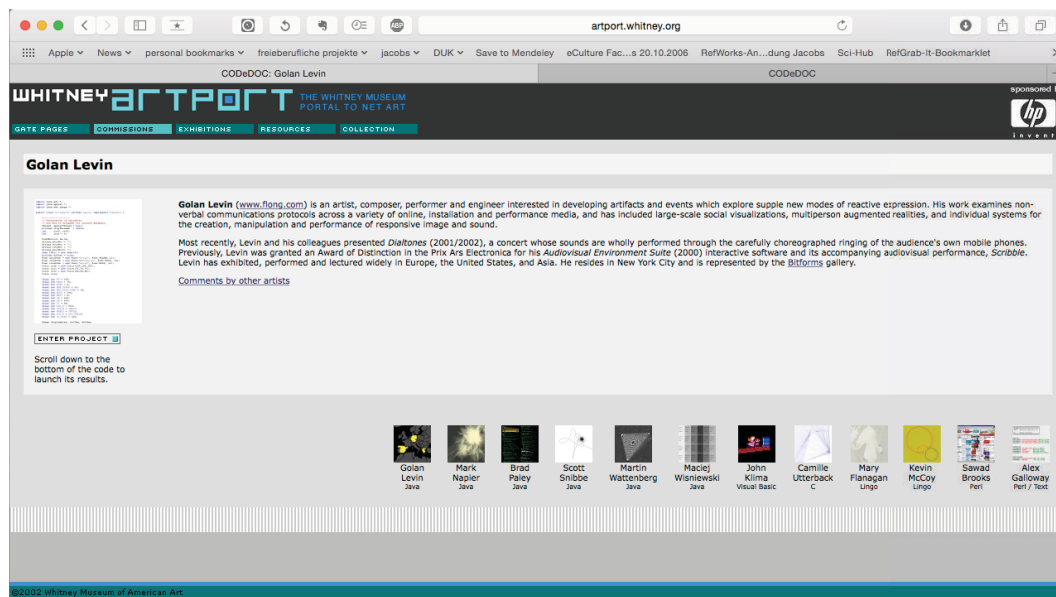 artport.whitney.org
Apple News personal bookmarks freieberufliche projekte jacobs DUK Save to Mendeley eCulture Fac...s 20.10.2006 RefWorks-An...dung Jacobs Sci-Hub RefGrab-It-Bookmarklet
CODeDOC: Golan Levin CODeDOC
WHITNEY ARTPORT THE WHITNEY MUSEUM
PORTAL TO NET ART
sponsored
hp
invent
GATE PAGES COMMISSIONS EXHIBITIONS RESOURCES COLLECTION
Golan Levin
Golan Levin (www.flong.com) is an artist, composer, performer and engineer interested in developing artifacts and events which explore supple new modes of reactive expression. His work examines non-
verbal communications protocols across a variety of online, installation and performance media, and has included large-scale social visualizations, multiperson augmented realities, and individual systems for
the creation, manipulation and performance of responsive image and sound.
Most recently, Levin and his colleagues presented Dialtones (2001/2002), a concert whose sounds are wholly performed through the carefully choreographed ringing of the audience's own mobile phones.
Previously, Levin was granted an Award of Distinction in the Prix Ars Electronica for his Audiovisual Environment Suite (2000) interactive software and its accompanying audiovisual performance, Scribble.
Levin has exhibited, performed and lectured widely in Europe, the United States, and Asia. He resides in New York City and is represented by the Bitforms gallery.
Comments by other artists
ENTER PROJECT
Scroll down to the
bottom of the code to
launch its results.
Golan Mark Brad Scott Martin Maciej John Camille Mary Kevin Sawad Alex
Levin Napier Paley Snibbe Wattenberg Wisniewski Klima Utterback Flanagan McCoy Brooks Galloway
Java Java Java Java Java Java Visual Basic C Lingo Lingo Perl Perl / Text
©2002 Whitney Museum of American Art